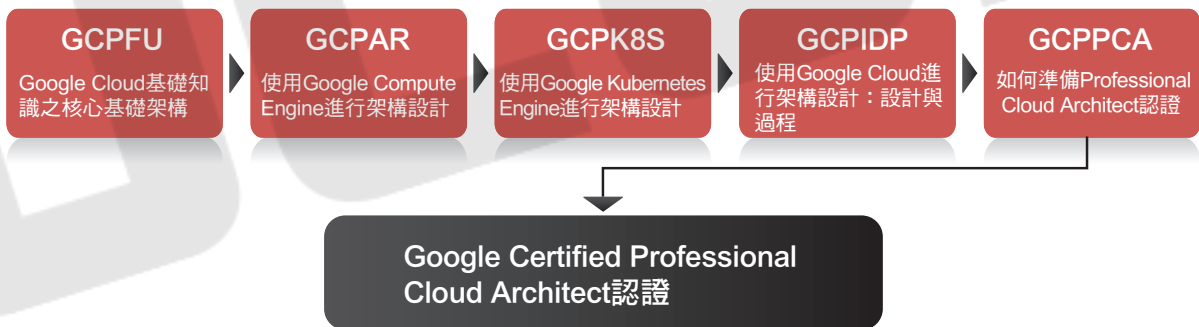 GCPFU
Google Cloud基礎知
識之核心基礎架構
GCPAR
使用Google Compute
Engine進行架構設計
GCPK8S
使用Google Kubernetes
Engine進行架構設計
GCPIDP
使用Google Cloud進
行架構設計：設計與
過程
GCPPCA
如何準備Professional
Cloud Architect認證
Google Certified Professional
Cloud Architect認證